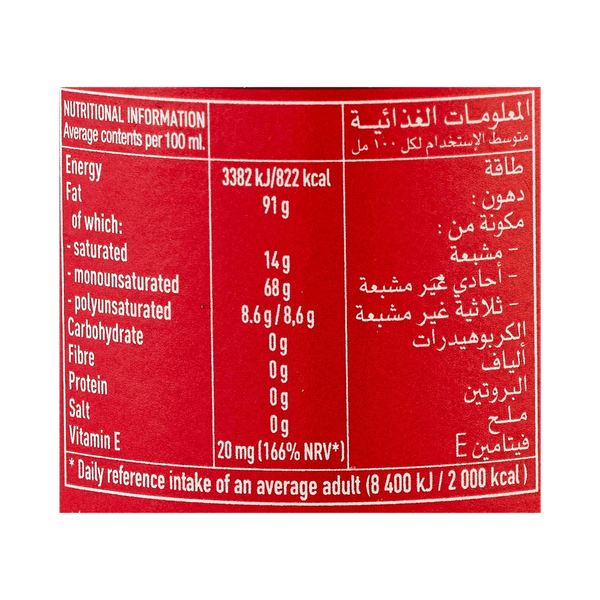 NUTRITIONAL INFORMATION
Average contents per 100 ml.
المعلومات الغذائية
متوسط الإستخدام لكل ١٠٠ مل
Energy 3382 kJ/822 kcal طاقة
Fat 91 g دهون :
of which: مكونة من :
- saturated 14 g - مشبعة
- monounsaturated 68 g - أحادي غير مشبعة
- polyunsaturated 8.6 g / 8,6 g - ثلاثية غير مشبعة
Carbohydrate 0 g الكربوهيدرات
Fibre 0 g ألياف
Protein 0 g البروتين
Salt 0 g ملح
Vitamin E 20 mg (166% NRV*) فيتامين E
* Daily reference intake of an average adult (8 400 kJ / 2 000 kcal)